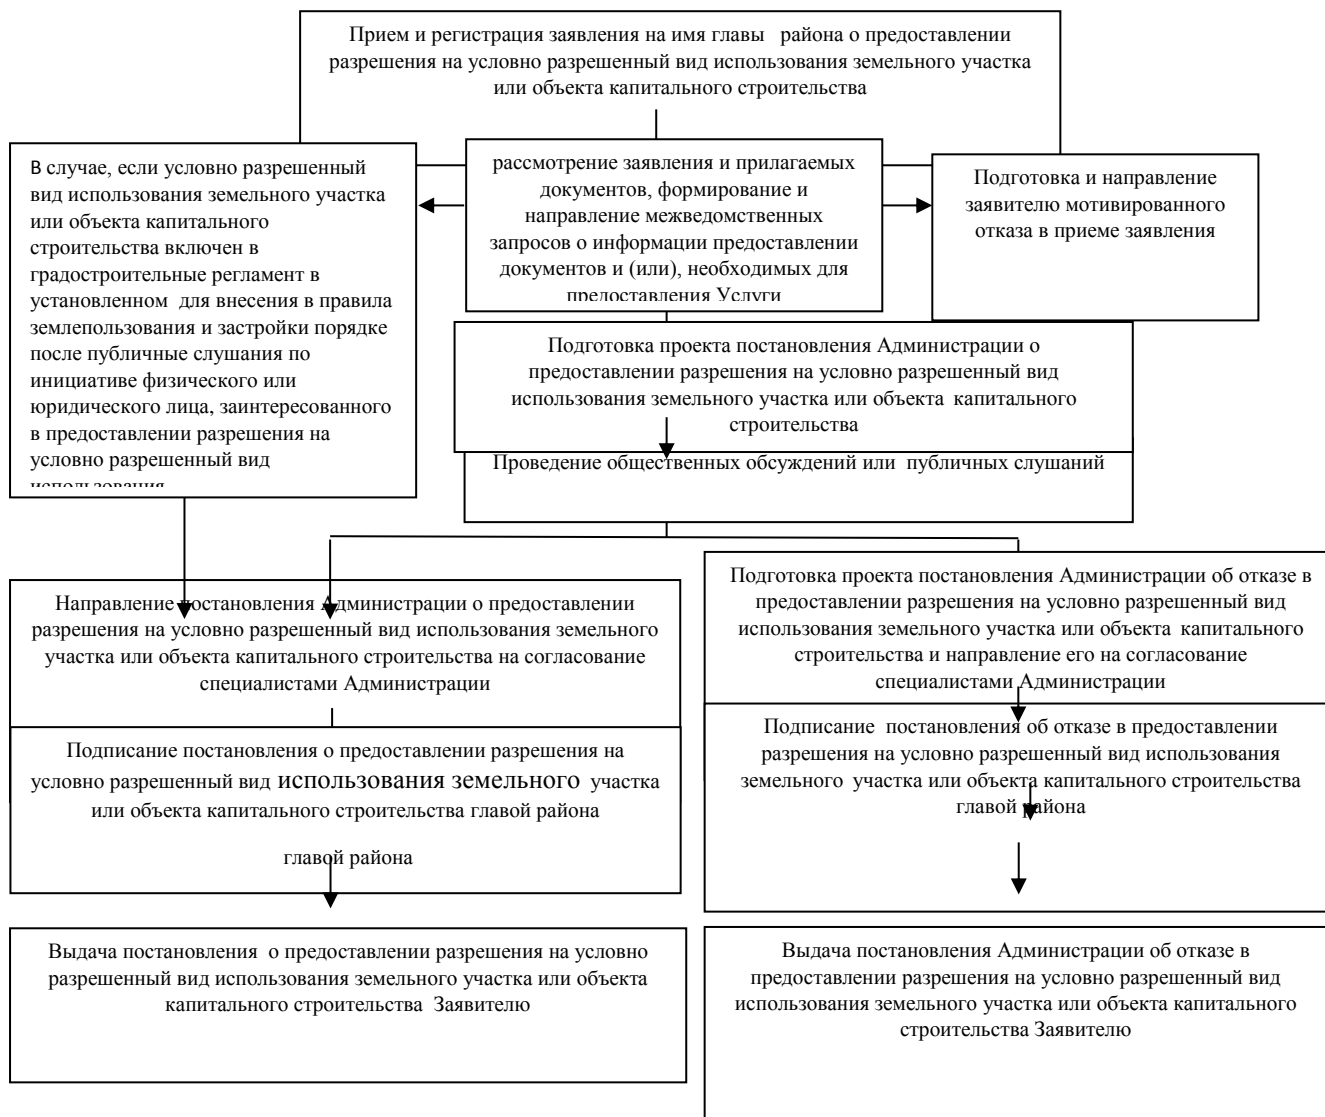 Прием и регистрация заявления на имя главы района о предоставлении
разрешения на условно разрешенный вид использования земельного участка
или объекта капитального строительства
В случае, если условно разрешенный
вид использования земельного участка
или объекта капитального
строительства включен в
градостроительные регламент в
установленном для внесения в правила
землепользования и застройки порядке
после публичные слушания по
инициативе физического или
юридического лица, заинтересованного
в предоставлении разрешения на
условно разрешенный вид
использования
рассмотрение заявления и прилагаемых
документов, формирование и
направление межведомственных
запросов о информации предоставлении
документов и (или), необходимых для
предоставления Услуги
Подготовка и направление
заявителю мотивированного
отказа в приеме заявления
Подготовка проекта постановления Администрации о
предоставлении разрешения на условно разрешенный вид
использования земельного участка или объекта капитального
строительства
Проведение общественных обсуждений или публичных слушаний
Направление постановления Администрации о предоставлении
разрешения на условно разрешенный вид использования земельного
участка или объекта капитального строительства на согласование
специалистами Администрации
Подготовка проекта постановления Администрации об отказе в
предоставлении разрешения на условно разрешенный вид
использования земельного участка или объекта капитального
строительства и направление его на согласование
специалистами Администрации
Подписание постановления о предоставлении разрешения на
условно разрешенный вид использования земельного участка
или объекта капитального строительства главой района
главой района
Подписание постановления об отказе в предоставлении
разрешения на условно разрешенный вид использования
земельного участка или объекта капитального строительства
главой района
Выдача постановления о предоставлении разрешения на условно
разрешенный вид использования земельного участка или объекта
капитального строительства Заявителю
Выдача постановления Администрации об отказе в
предоставлении разрешения на условно разрешенный вид
использования земельного участка или объекта капитального
строительства Заявителю